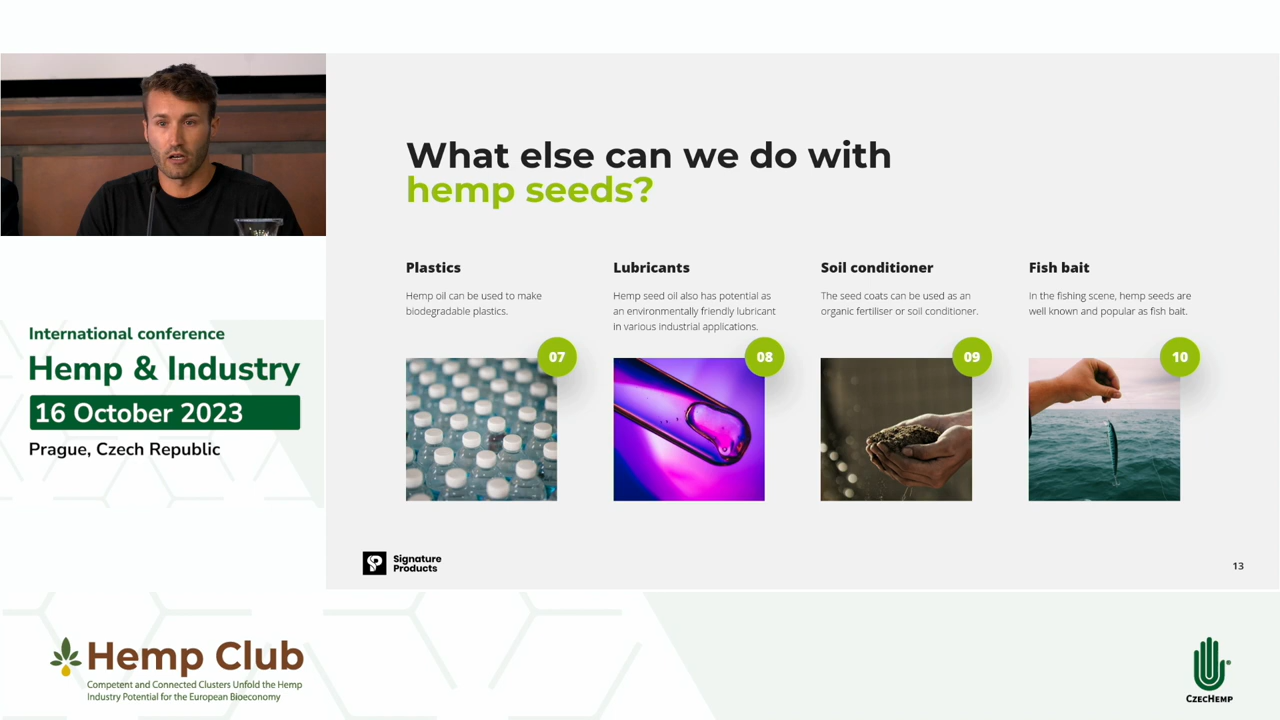 International conference
Hemp & Industry
16 October 2023
Prague, Czech Republic
What else can we do with
hemp seeds?
Plastics
Hemp oil can be used to make
biodegradable plastics.
07
Lubricants
Hemp seed oil also has potential as
an environmentally friendly lubricant
in various industrial applications.
08
Soil conditioner
The seed coats can be used as an
organic fertiliser or soil conditioner.
09
Fish bait
In the fishing scene, hemp seeds are
well known and popular as fish bait.
10
Signature
Products
13
Hemp Club
Competent and Connected Clusters Unfold the Hemp
Industry Potential for the European Bioeconomy
®
CzecHemp